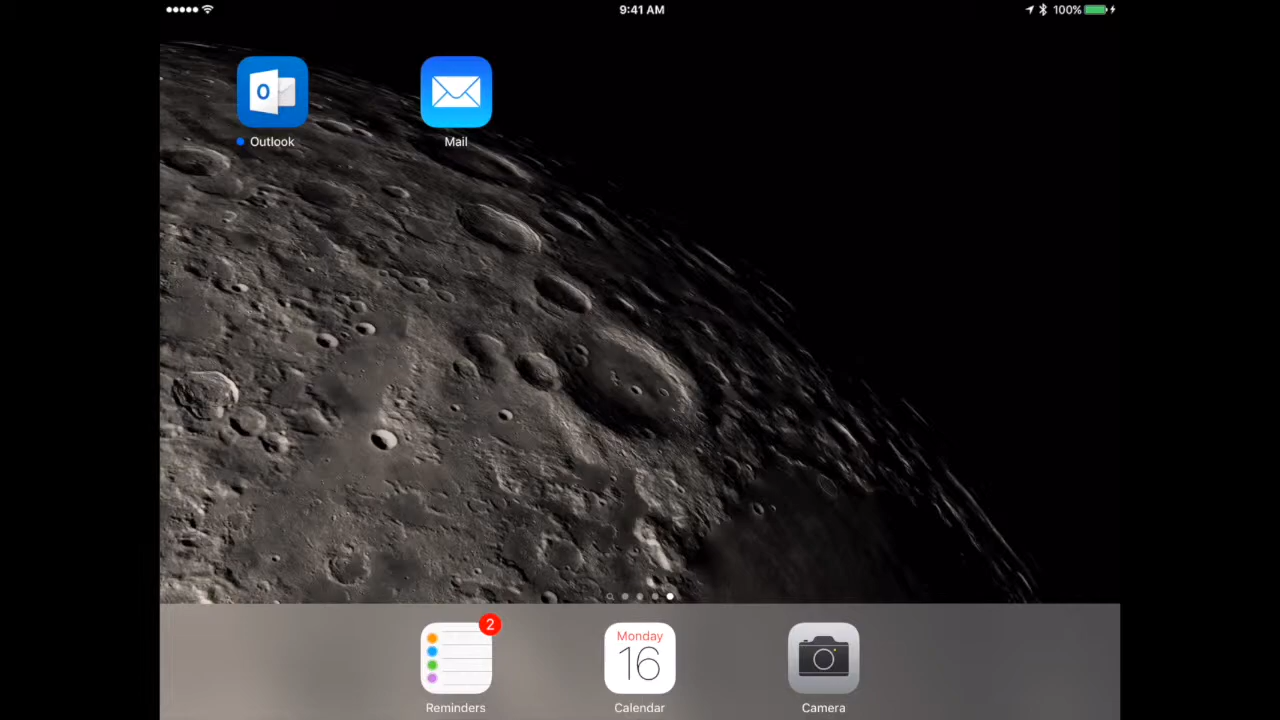 9:41 AM
100%
Outlook
Mail
2
Monday
16
Reminders
Calendar
Camera